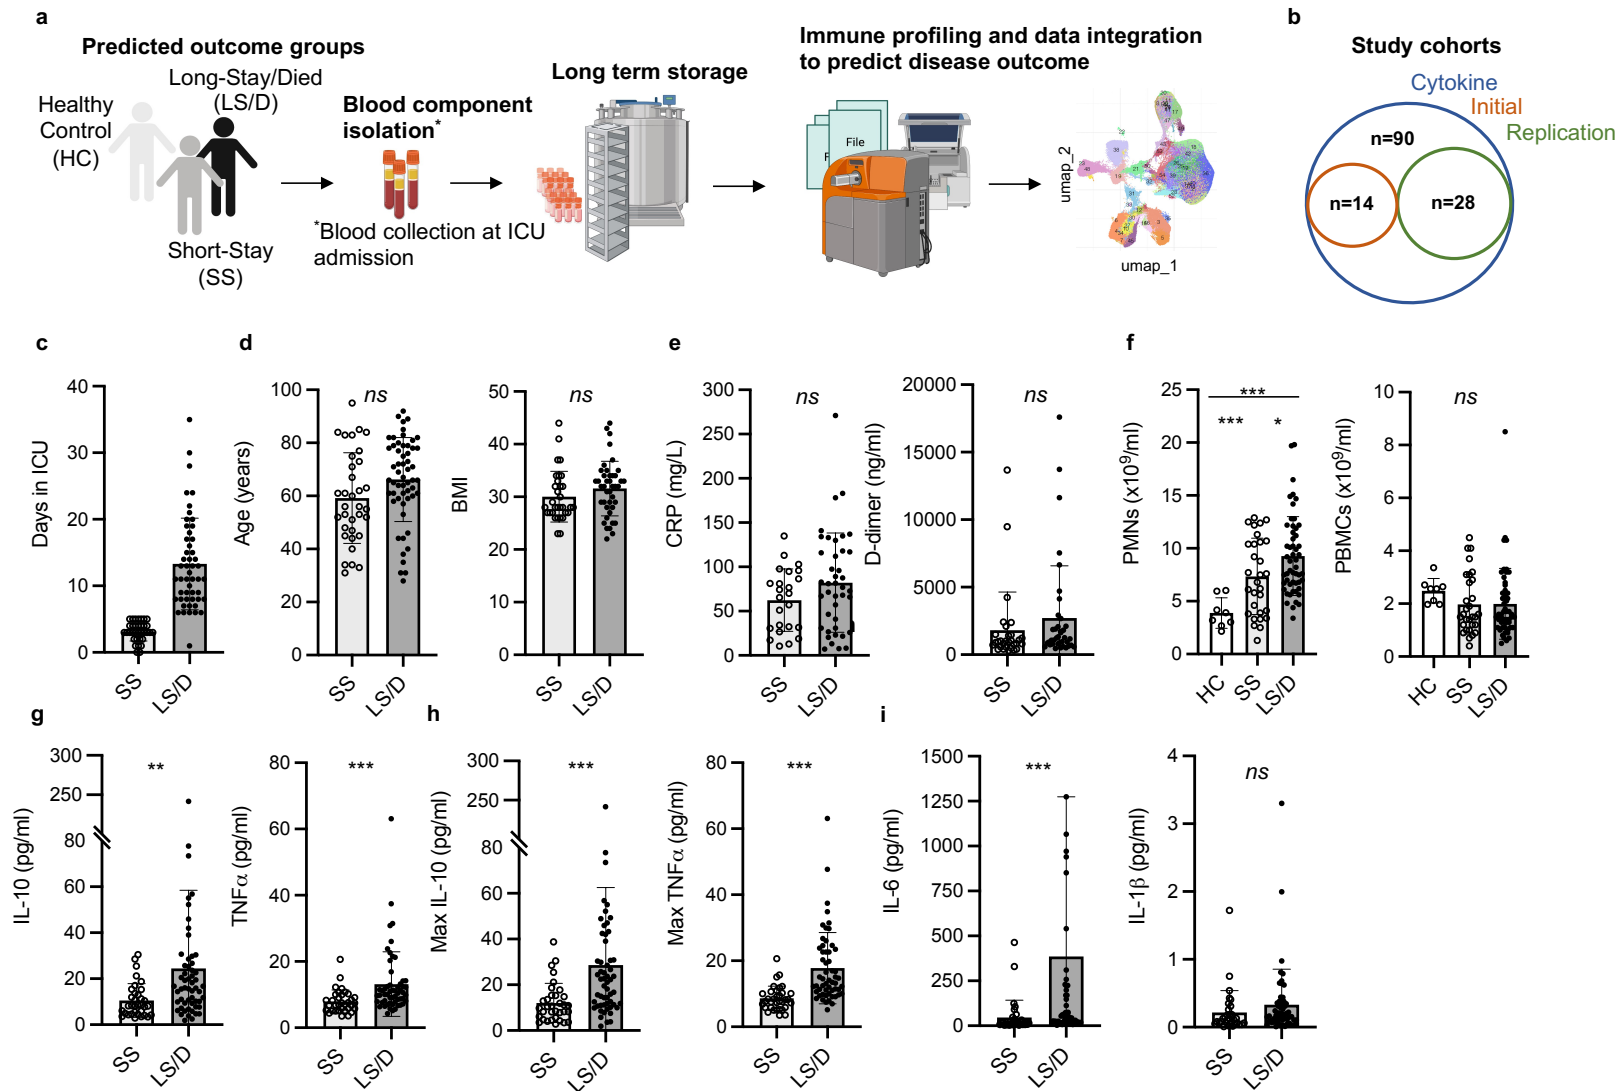 a
Predicted outcome groups
Long-Stay/Died
(LS/D)
Healthy
Control
(HC)
Short-Stay
(SS)
Blood component
isolation*
*Blood collection at ICU
admission
Long term storage
Immune profiling and data integration
to predict disease outcome
File
F
umap_2
umap_1
b
Study cohorts
Cytokine
Initial
Replication
n=90
n=14
n=28
c
Days in ICU
40
30
20
10
0
SS
LS/D
d
Age (years)
100
80
60
40
20
0
ns
SS
LS/D
BMI
50
40
30
20
10
0
ns
SS
LS/D
e
CRP (mg/L)
300
250
200
150
100
50
0
ns
SS
LS/D
D-dimer (ng/ml)
20000
15000
10000
5000
0
ns
SS
LS/D
f
PMNs (x10⁹/ml)
25
20
15
10
5
0
***
***
*
HC
SS
LS/D
PBMCs (x10⁹/ml)
10
8
6
4
2
0
ns
HC
SS
LS/D
g
IL-10 (pg/ml)
300
250
80
60
40
20
0
**
SS
LS/D
TNFα (pg/ml)
80
60
40
20
0
***
SS
LS/D
h
Max IL-10 (pg/ml)
300
250
80
60
40
20
0
***
SS
LS/D
Max TNFα (pg/ml)
80
60
40
20
0
***
SS
LS/D
i
IL-6 (pg/ml)
1500
1250
1000
750
500
250
0
***
SS
LS/D
IL-1β (pg/ml)
4
3
2
1
0
ns
SS
LS/D